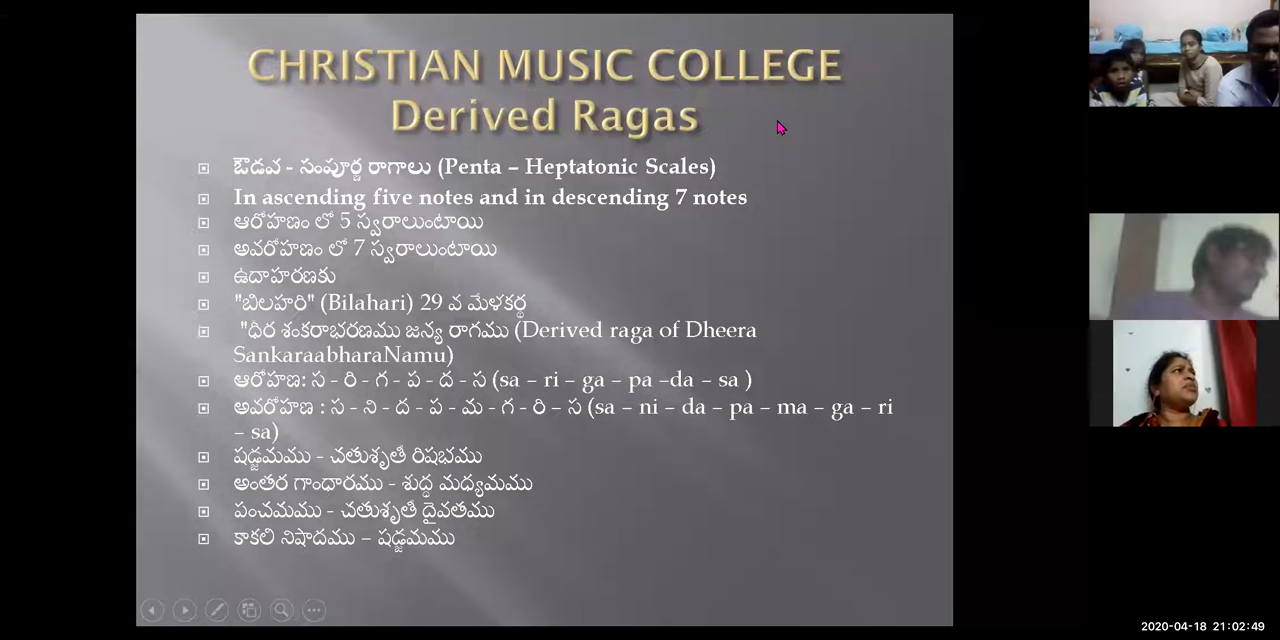 CHRISTIAN MUSIC COLLEGE
Derived Ragas
ఔడవ - సంపూర్ణ రాగాలు (Penta – Heptatonic Scales)
In ascending five notes and in descending 7 notes
ఆరోహణం లో 5 స్వరాలుంటాయి
అవరోహణం లో 7 స్వరాలుంటాయి
ఉదాహరణకు
"బిలహరి" (Bilahari) 29 వ మేళకర్థ
"ధిర శంకరాభరణము జన్య రాగము (Derived raga of Dheera
SankaraabharaNamu)
ఆరోహణ: స - రి - గ - ప - ద - స (sa – ri – ga – pa –da – sa )
అవరోహణ : స - ని - ద - ప - మ - గ - రి - స (sa – ni – da – pa – ma – ga – ri
– sa)
షడ్జమము - చతుశృతీ రిషభము
అంతర గాంధారము - శుద్ధ మధ్యమము
పంచమము - చతుశృతీ దైవతము
కాకలి నిషాదము – షడ్జమము
2020-04-18 21:02:49